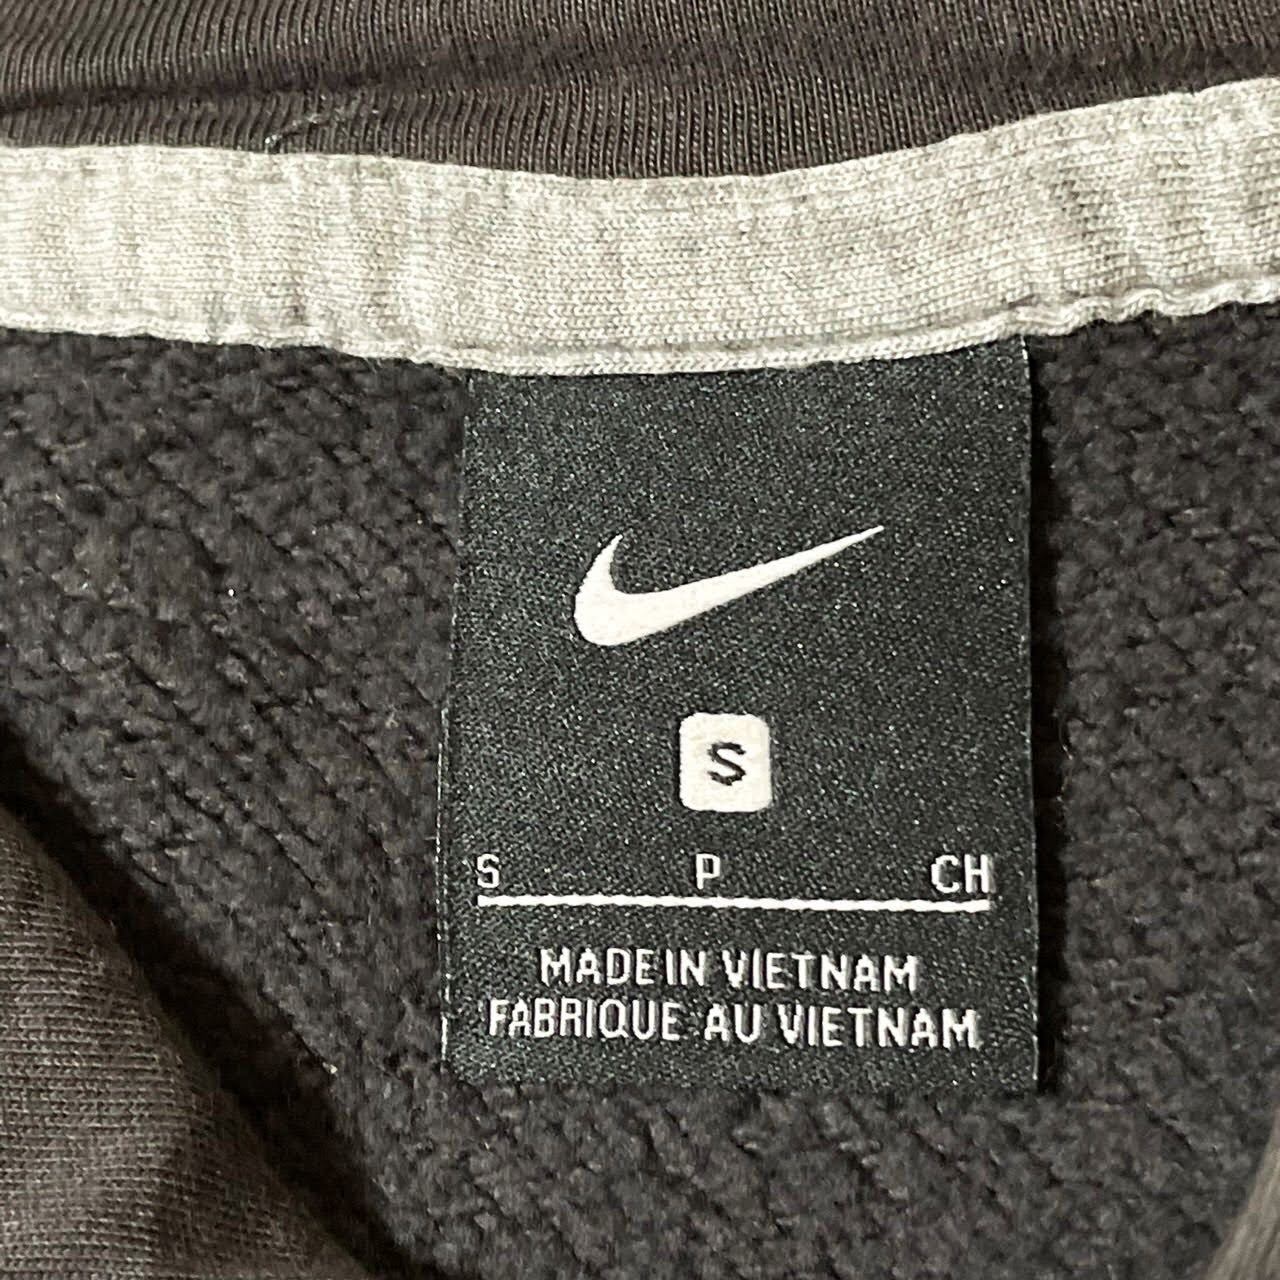 S
S P CH
MADE IN VIETNAM
FABRIQUE AU VIETNAM